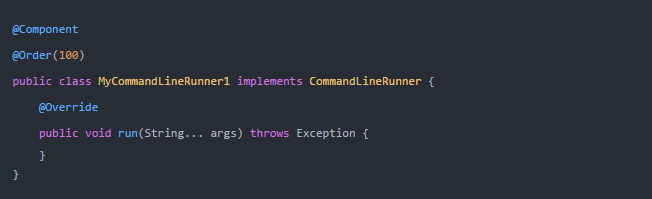 @Component
@Order(100)
public class MyCommandLineRunner1 implements CommandLineRunner {
    @Override
    public void run(String... args) throws Exception {
    }
}